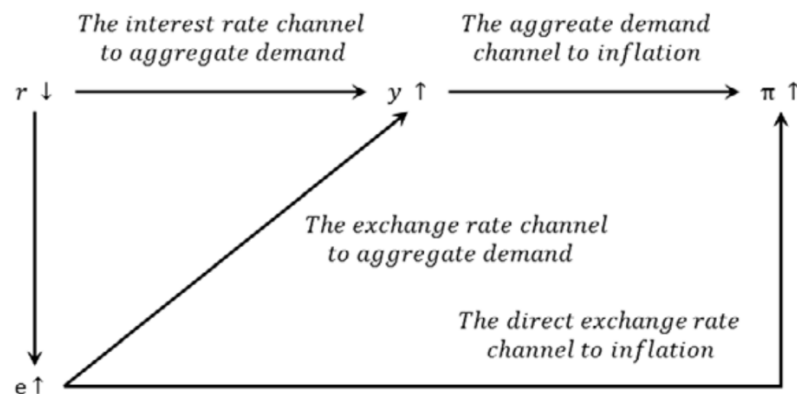 The interest rate channel
to aggregate demand
The aggreate demand
channel to inflation
r ↓
y ↑
π ↑
The exchange rate channel
to aggregate demand
The direct exchange rate
channel to inflation
e ↑